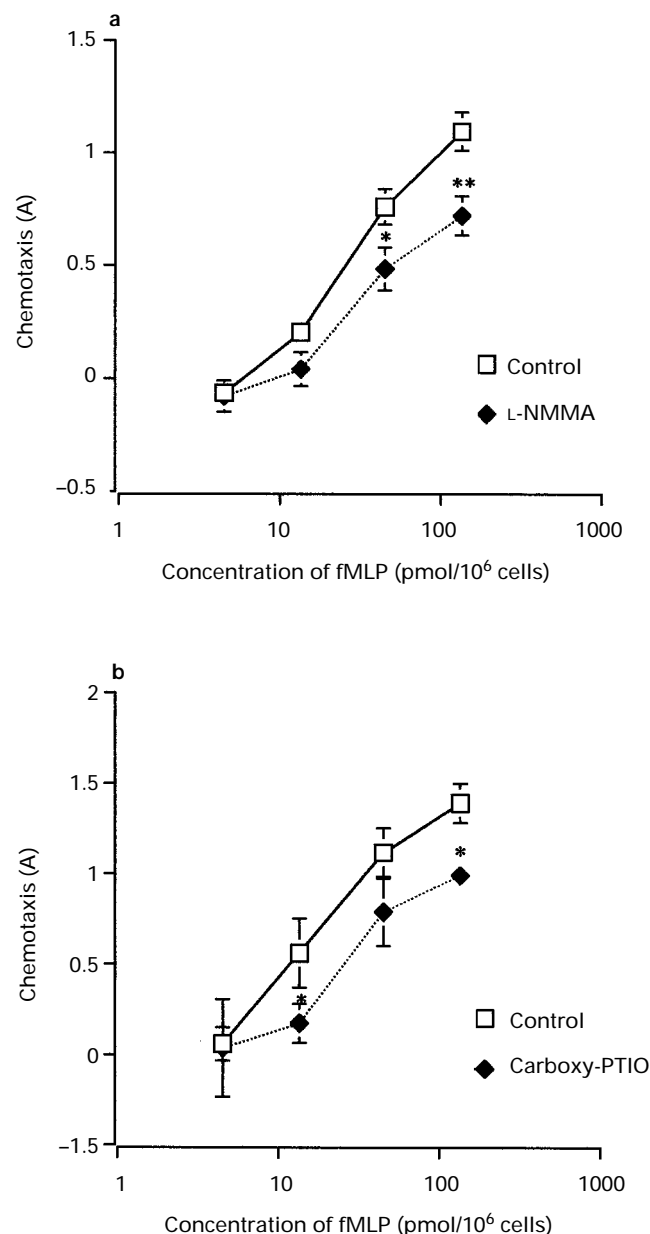 a
1.5
1
**
*
0.5
Chemotaxis (A)
0
Control
L-NMMA
–0.5
1 10 100 1000
Concentration of fMLP (pmol/10⁶ cells)
b
2
1.5
*
1
Chemotaxis (A)
0.5
*
Control
0
Carboxy-PTIO
–1.5
1 10 100 1000
Concentration of fMLP (pmol/10⁶ cells)